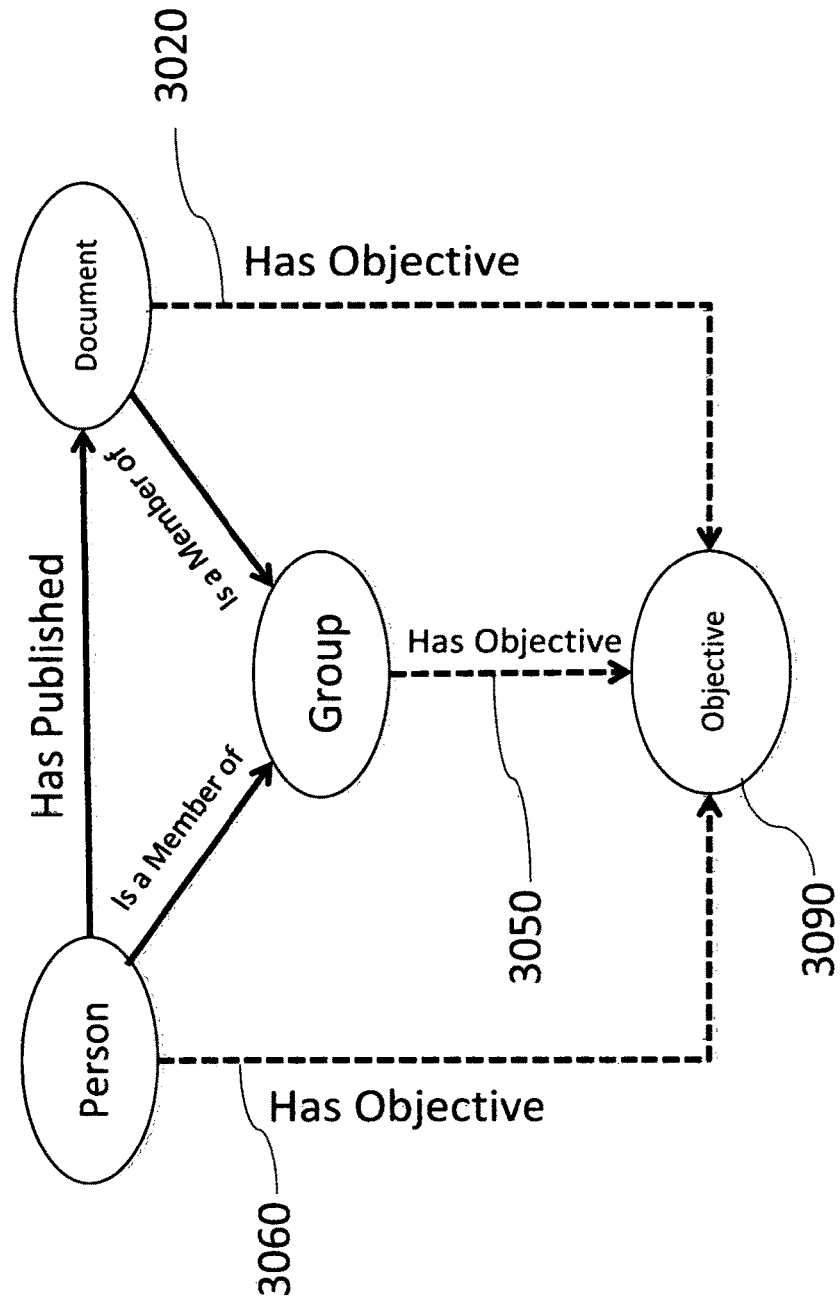 Has Published
Person
Document
Is a Member of
Is a Member of
3020
Group
Has Objective
Has Objective
Has Objective
3060
3050
Objective
3090